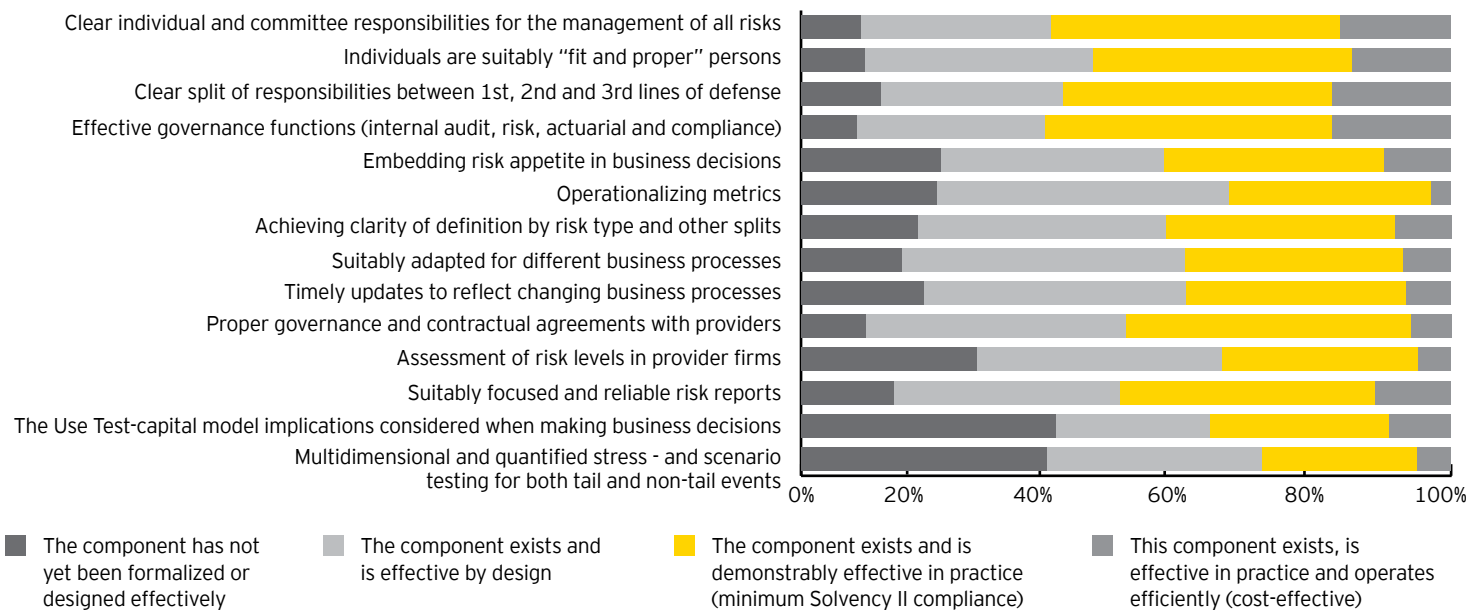 Clear individual and committee responsibilities for the management of all risks
Individuals are suitably “fit and proper” persons
Clear split of responsibilities between 1st, 2nd and 3rd lines of defense
Effective governance functions (internal audit, risk, actuarial and compliance)
Embedding risk appetite in business decisions
Operationalizing metrics
Achieving clarity of definition by risk type and other splits
Suitably adapted for different business processes
Timely updates to reflect changing business processes
Proper governance and contractual agreements with providers
Assessment of risk levels in provider firms
Suitably focused and reliable risk reports
The Use Test-capital model implications considered when making business decisions
Multidimensional and quantified stress - and scenario
testing for both tail and non-tail events
0% 20% 40% 60% 80% 100%
The component has not
yet been formalized or
designed effectively
The component exists and
is effective by design
The component exists and is
demonstrably effective in practice
(minimum Solvency II compliance)
This component exists, is
effective in practice and operates
efficiently (cost-effective)